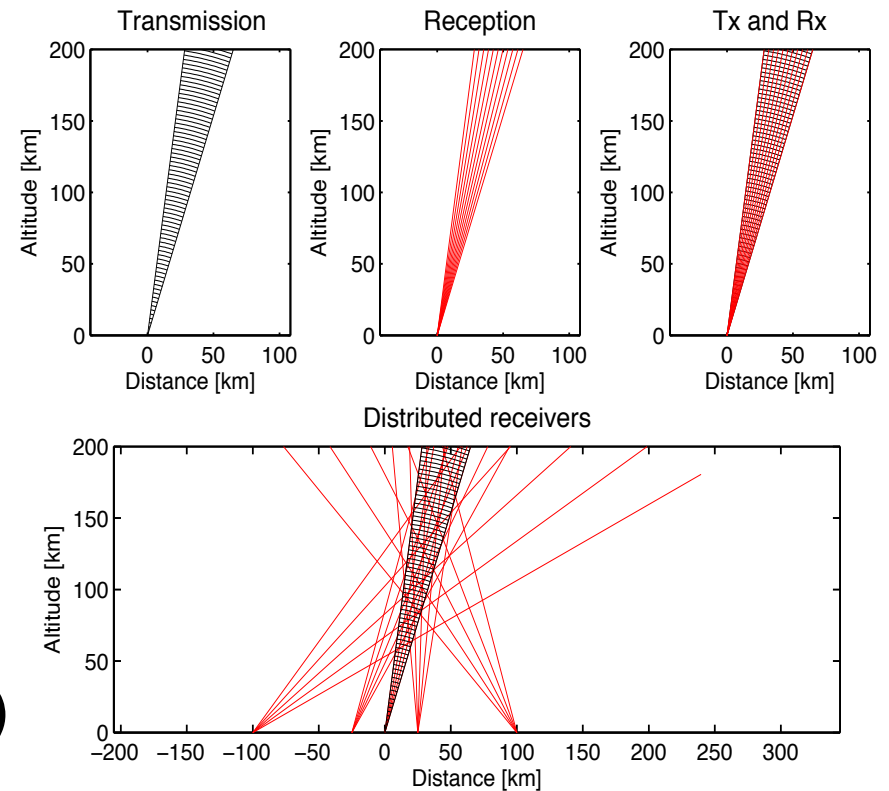 Transmission
200
150
100
50
0
Altitude [km]
0 50 100
Distance [km]
Reception
200
150
100
50
0
Altitude [km]
0 50 100
Distance [km]
Tx and Rx
200
150
100
50
0
Altitude [km]
0 50 100
Distance [km]
Distributed receivers
200
150
100
50
0
Altitude [km]
−200 −150 −100 −50 0 50 100 150 200 250 300
Distance [km]
)